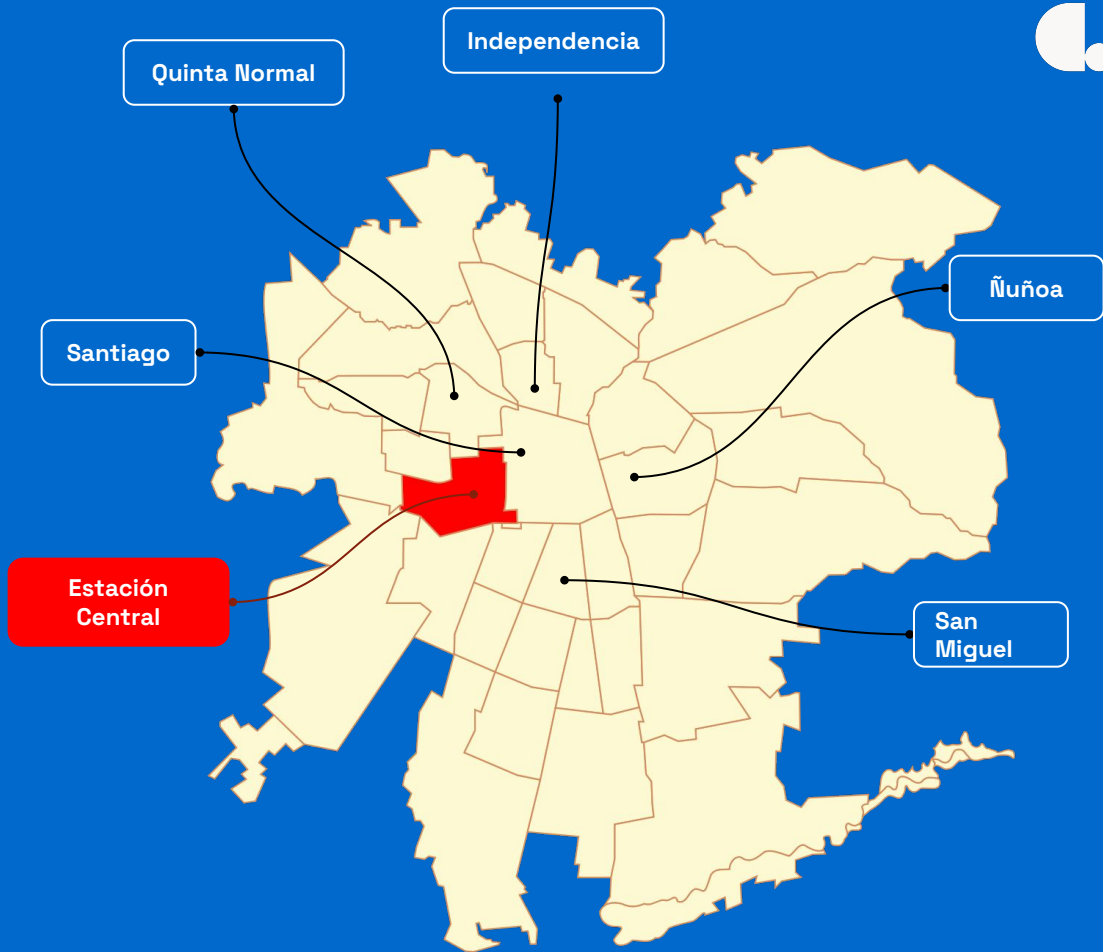 Independencia
Quinta Normal
Ñuñoa
Santiago
Estación
Central
San
Miguel